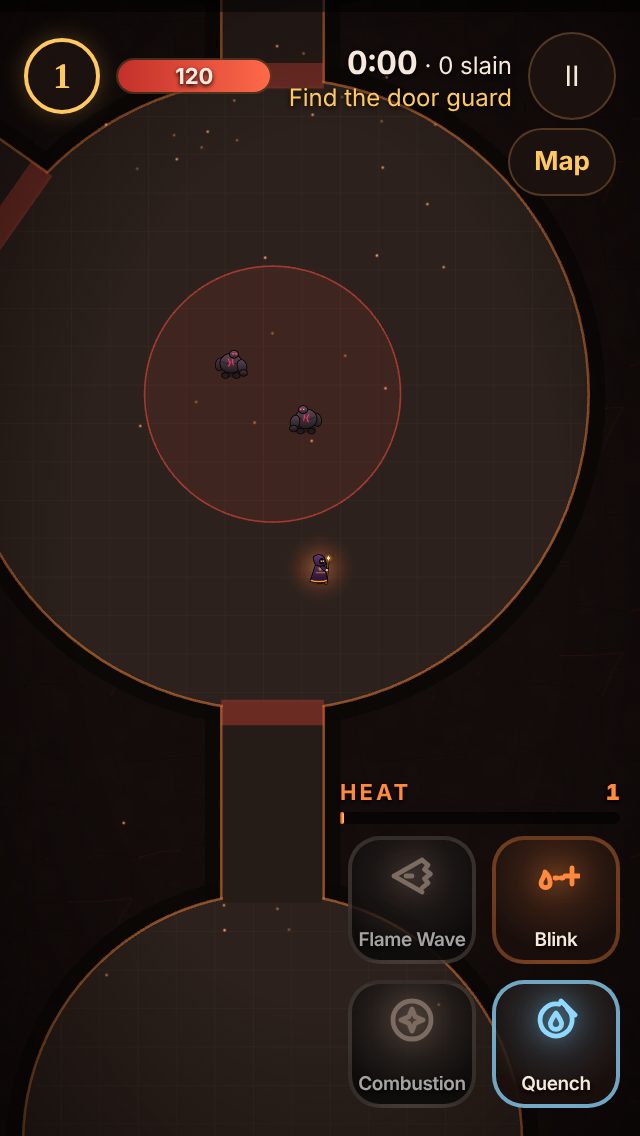 1
120
0:00 · 0 slain
Find the door guard
Map
HEAT 1
Flame Wave
Blink
Combustion
Quench